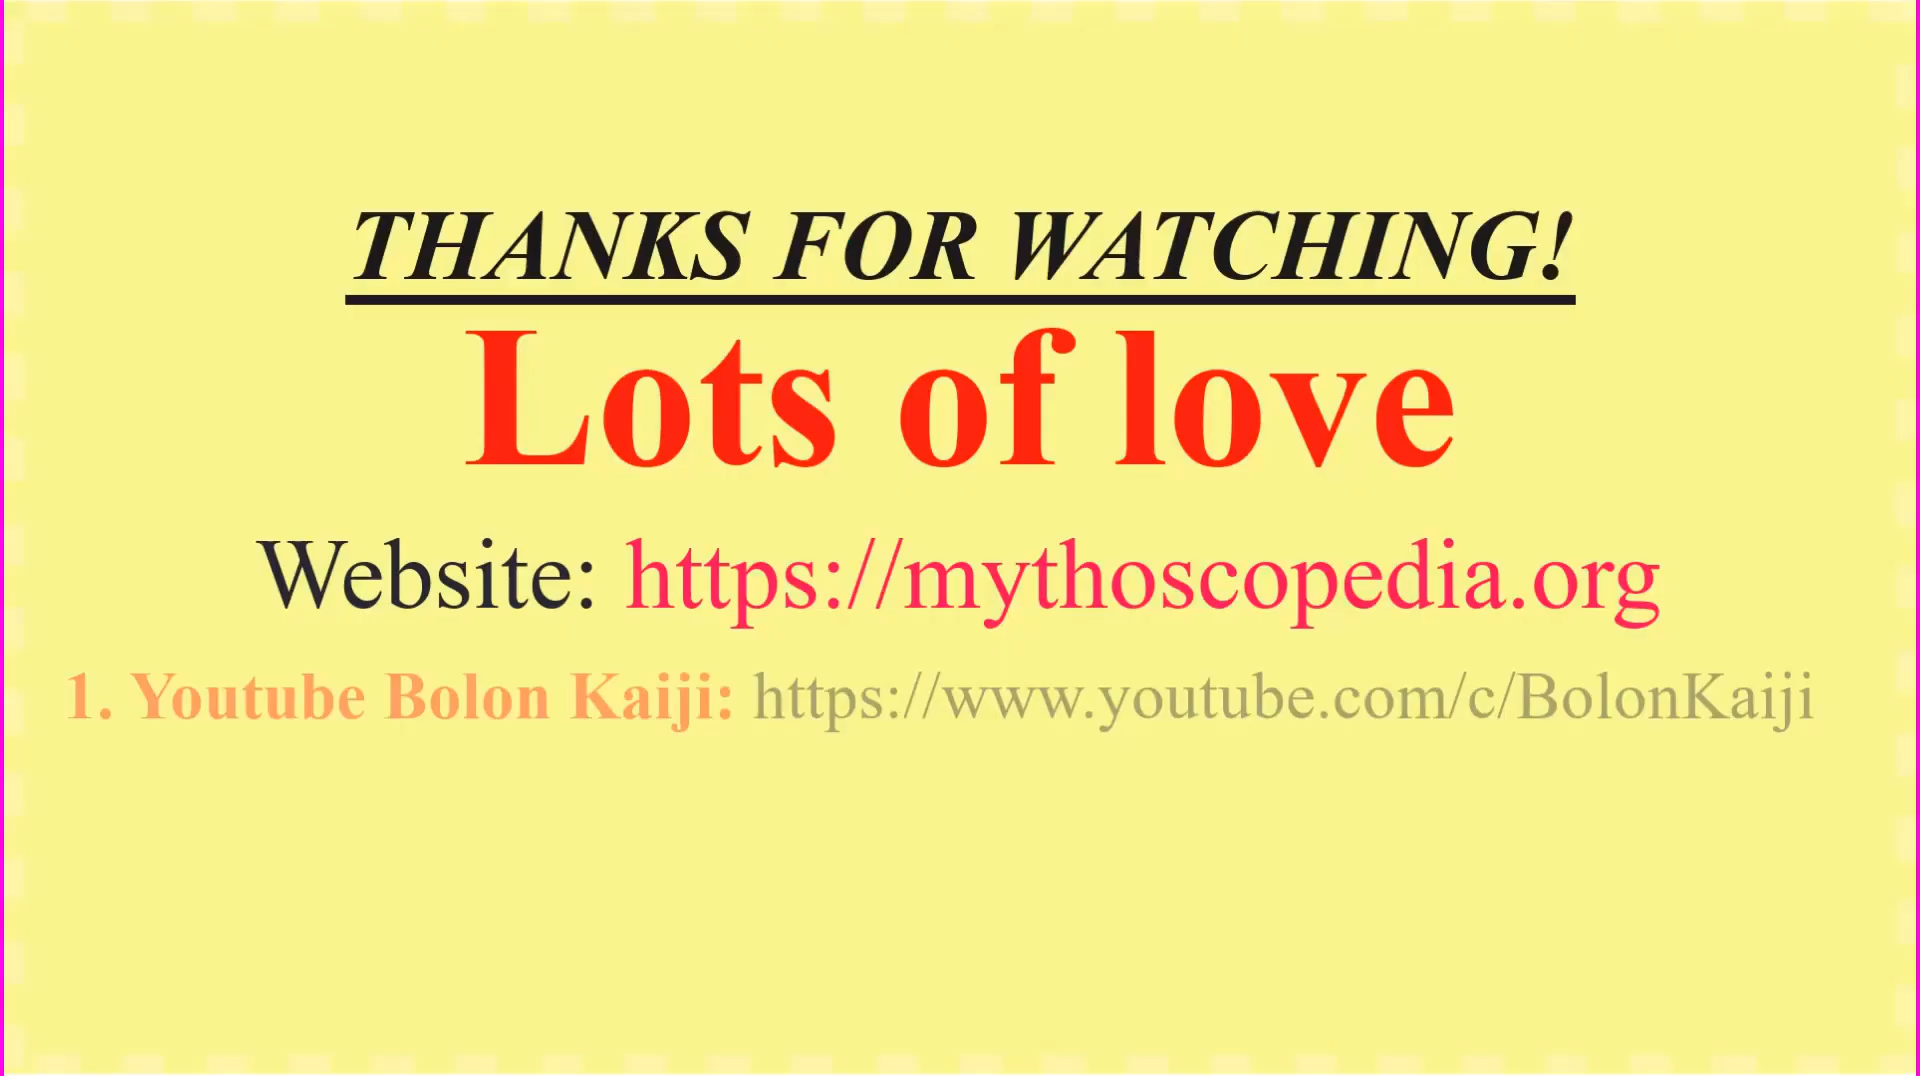 THANKS FOR WATCHING!
Lots of love
Website: https://mythoscopedia.org
1. Youtube Bolon Kaiji: https://www.youtube.com/c/BolonKaiji